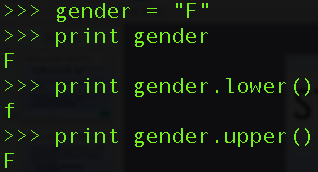 >>> gender = "F"
>>> print gender
F
>>> print gender.lower()
f
>>> print gender.upper()
F